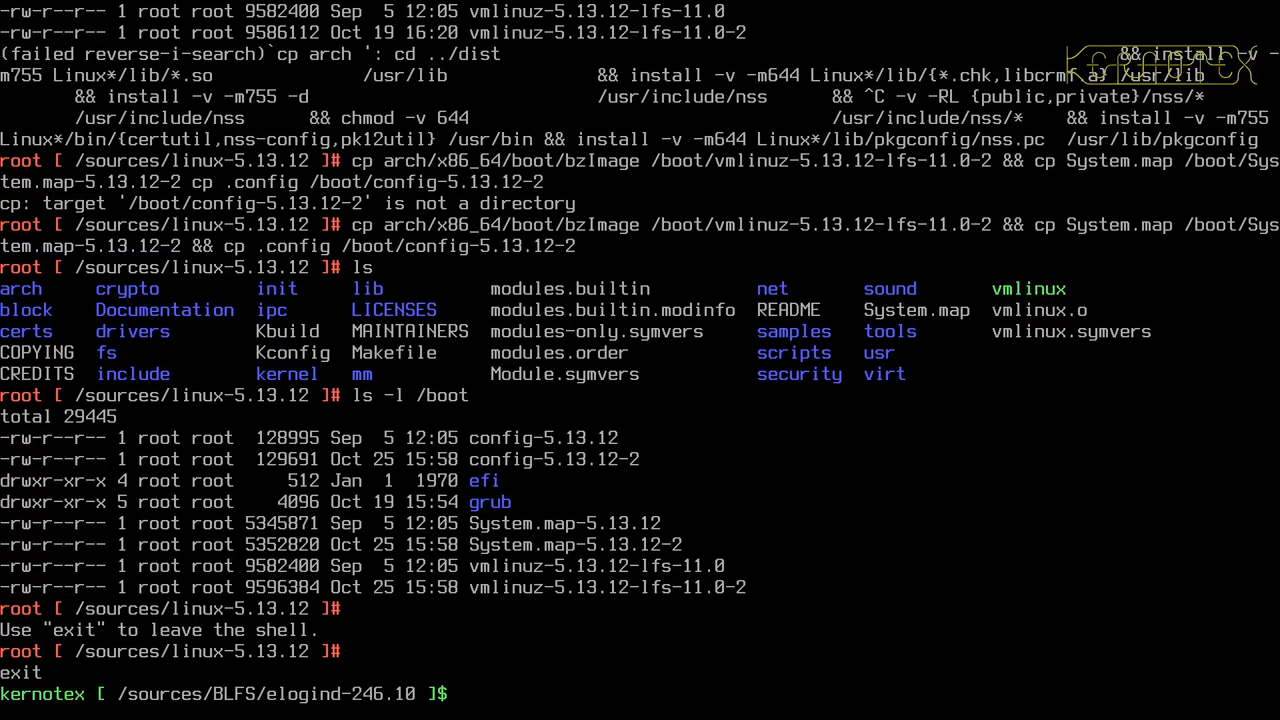 -rw-r--r-- 1 root root 9582400 Sep  5 12:05 vmlinuz-5.13.12-lfs-11.0
-rw-r--r-- 1 root root 9586112 Oct 19 16:20 vmlinuz-5.13.12-lfs-11.0-2
(failed reverse-i-search)`cp arch ': cd ../dist && install -v -
m755 Linux*/lib/*.so /usr/lib && install -v -m644 Linux*/lib/{*.chk,libcrmf.a} /usr/lib
&& install -v -m755 -d /usr/include/nss && ^C -v -RL {public,private}/nss/*
/usr/include/nss && chmod -v 644 /usr/include/nss/* && install -v -m755
Linux*/bin/{certutil,nss-config,pk12util} /usr/bin && install -v -m644 Linux*/lib/pkgconfig/nss.pc  /usr/lib/pkgconfig
KERNOTEX
root [ /sources/linux-5.13.12 ]# cp arch/x86_64/boot/bzImage /boot/vmlinuz-5.13.12-lfs-11.0-2 && cp System.map /boot/Sys
tem.map-5.13.12-2 cp .config /boot/config-5.13.12-2
cp: target '/boot/config-5.13.12-2' is not a directory
root [ /sources/linux-5.13.12 ]# cp arch/x86_64/boot/bzImage /boot/vmlinuz-5.13.12-lfs-11.0-2 && cp System.map /boot/Sys
tem.map-5.13.12-2 && cp .config /boot/config-5.13.12-2
root [ /sources/linux-5.13.12 ]# ls
arch crypto init lib modules.builtin net sound vmlinux
block Documentation ipc LICENSES modules.builtin.modinfo README System.map vmlinux.o
certs drivers Kbuild MAINTAINERS modules-only.symvers samples tools vmlinux.symvers
COPYING fs Kconfig Makefile modules.order scripts usr
CREDITS include kernel mm Module.symvers security virt
root [ /sources/linux-5.13.12 ]# ls -l /boot
total 29445
-rw-r--r-- 1 root root  128995 Sep  5 12:05 config-5.13.12
-rw-r--r-- 1 root root  129691 Oct 25 15:58 config-5.13.12-2
drwxr-xr-x 4 root root     512 Jan  1  1970 efi
drwxr-xr-x 5 root root    4096 Oct 19 15:54 grub
-rw-r--r-- 1 root root 5345871 Sep  5 12:05 System.map-5.13.12
-rw-r--r-- 1 root root 5352820 Oct 25 15:58 System.map-5.13.12-2
-rw-r--r-- 1 root root 9582400 Sep  5 12:05 vmlinuz-5.13.12-lfs-11.0
-rw-r--r-- 1 root root 9596384 Oct 25 15:58 vmlinuz-5.13.12-lfs-11.0-2
root [ /sources/linux-5.13.12 ]#
Use "exit" to leave the shell.
root [ /sources/linux-5.13.12 ]#
exit
kernotex [ /sources/BLFS/elogind-246.10 ]$